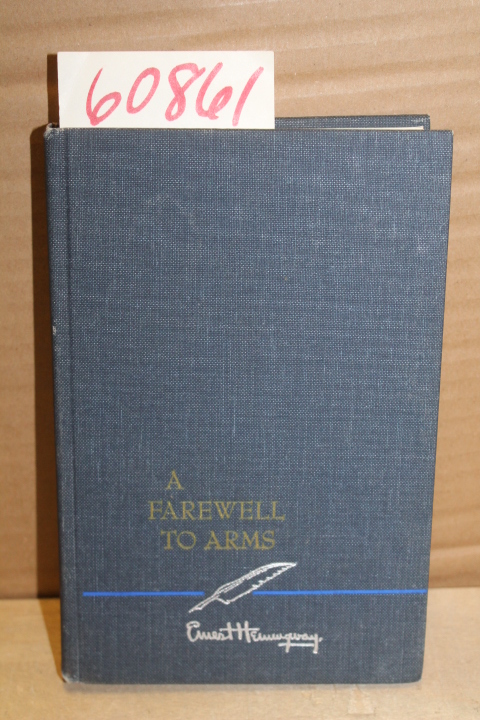 60861
A
FAREWELL
TO ARMS
Ernest Hemingway.